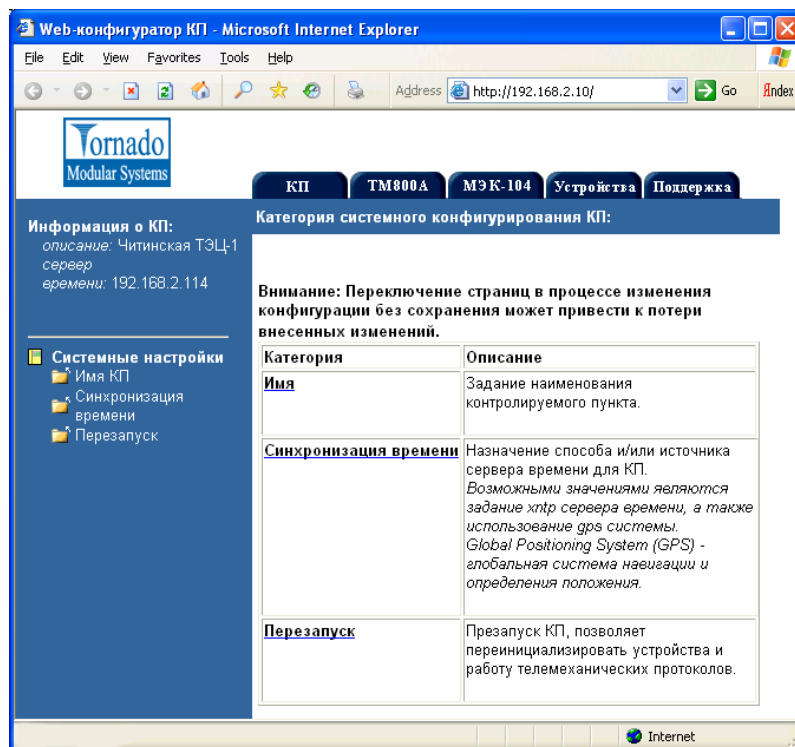 Web-конфигуратор КП - Microsoft Internet Explorer
File Edit View Favorites Tools Help
Address http://192.168.2.10/ Go Яndex
Tornado
Modular Systems
КП ТМ800А МЭК-104 Устройства Поддержка
Категория системного конфигурирования КП:
Информация о КП:
описание: Читинская ТЭЦ-1
сервер
времени: 192.168.2.114
Системные настройки
Имя КП
Синхронизация
времени
Перезапуск
Внимание: Переключение страниц в процессе изменения
конфигурации без сохранения может привести к потери
внесенных изменений.
Категория Описание
Имя Задание наименования
контролируемого пункта.
Синхронизация времени Назначение способа и/или источника
сервера времени для КП.
Возможными значениями являются
задание xntp сервера времени, а также
использование gps системы.
Global Positioning System (GPS) -
глобальная система навигации и
определения положения.
Перезапуск Презапуск КП, позволяет
переинициализировать устройства и
работу телемеханических протоколов.
Internet